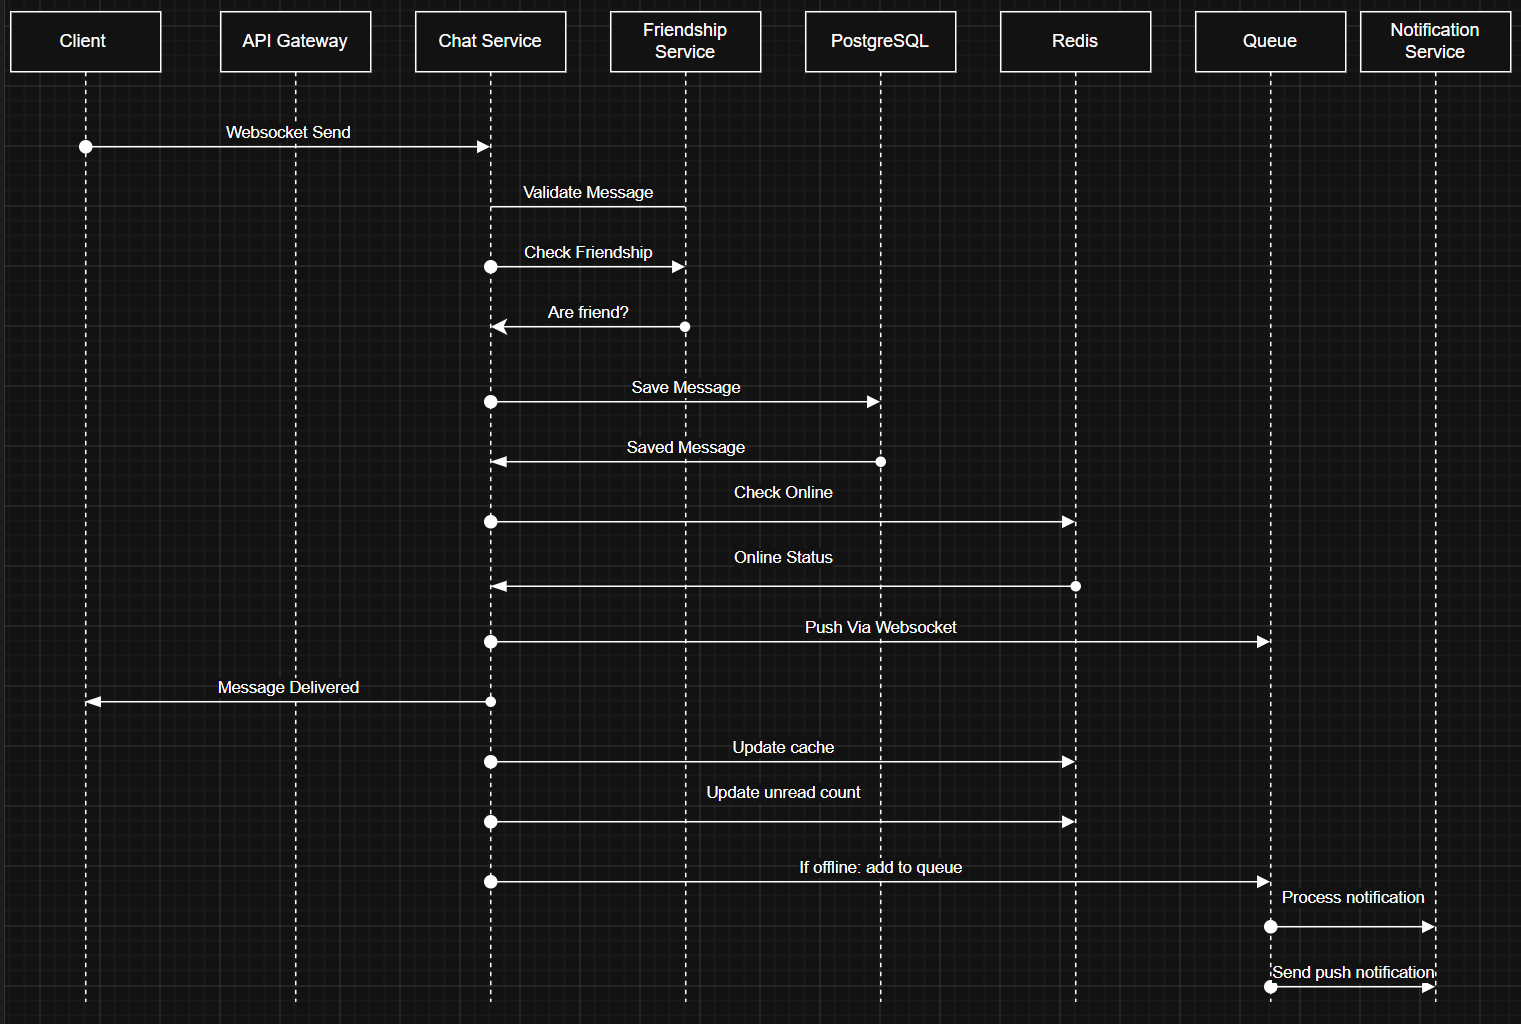 Client
API Gateway
Chat Service
Friendship
Service
PostgreSQL
Redis
Queue
Notification
Service
Websocket Send
Validate Message
Check Friendship
Are friend?
Save Message
Saved Message
Check Online
Online Status
Push Via Websocket
Message Delivered
Update cache
Update unread count
If offline: add to queue
Process notification
Send push notification